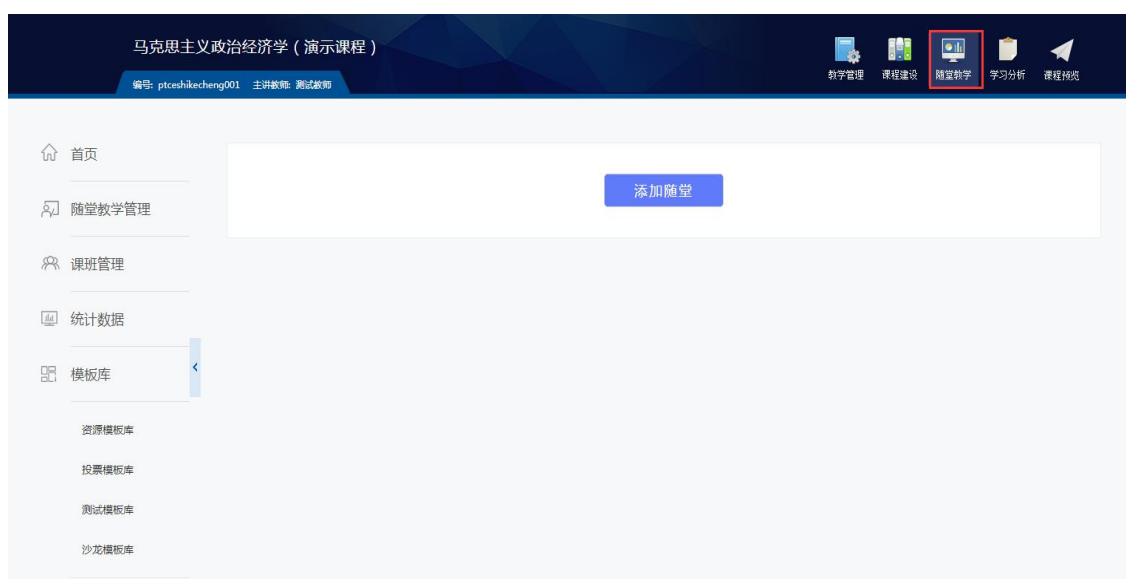 马克思主义政治经济学（演示课程）
编号: ptceshikecheng001 主讲教师: 测试教师
教学管理 课程建设 随堂教学 学习分析 课程预览
首页
添加随堂
随堂教学管理
课班管理
统计数据
模板库
资源模板库
投票模板库
测试模板库
沙龙模板库